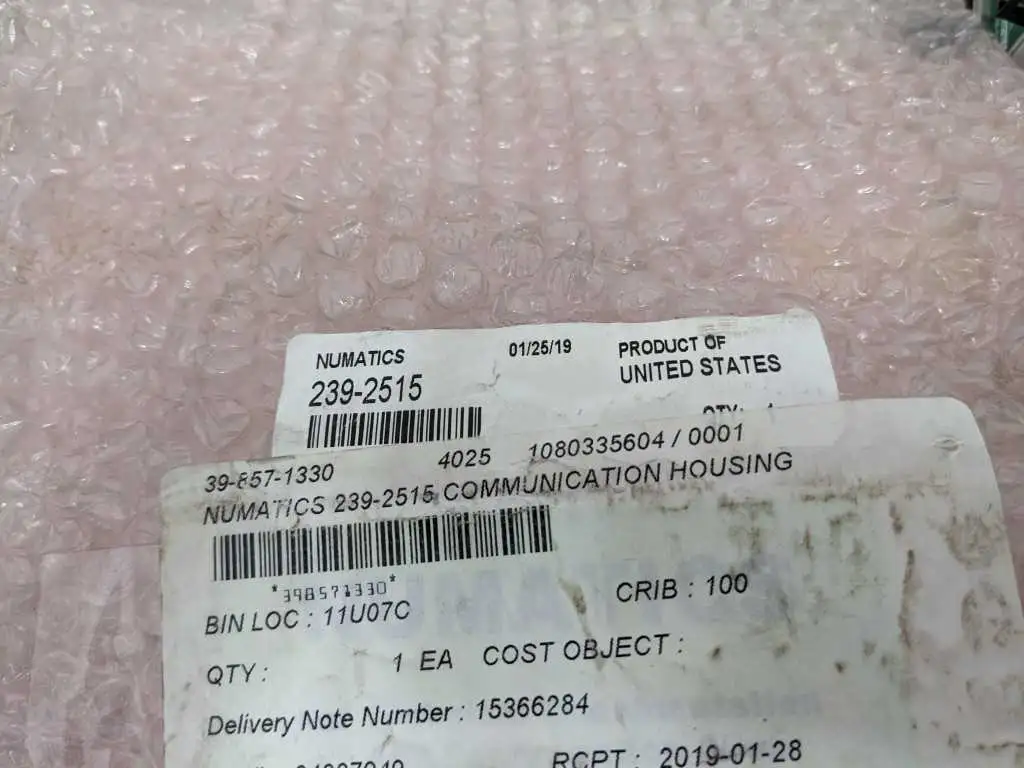 NUMATICS 01/25/19 PRODUCT OF
239-2515 UNITED STATES
39-857-1330 4025 1080335604 / 0001
NUMATICS 239-2515 COMMUNICATION HOUSING
*398571330*
BIN LOC : 11U07C CRIB : 100
QTY : 1 EA COST OBJECT :
Delivery Note Number : 15366284
RCPT : 2019-01-28